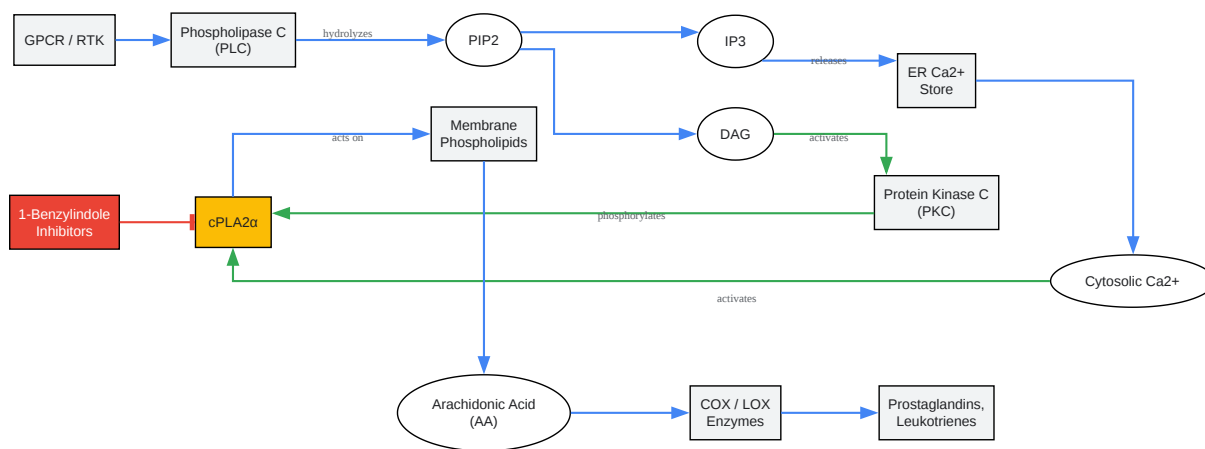 GPCR / RTK
Phospholipase C
(PLC)
hydrolyzes
PIP2
IP3
releases
ER Ca2+
Store
Membrane
Phospholipids
acts on
DAG
activates
1-Benzylindole
Inhibitors
cPLA2α
phosphorylates
Protein Kinase C
(PKC)
activates
Cytosolic Ca2+
Arachidonic Acid
(AA)
COX / LOX
Enzymes
Prostaglandins,
Leukotrienes